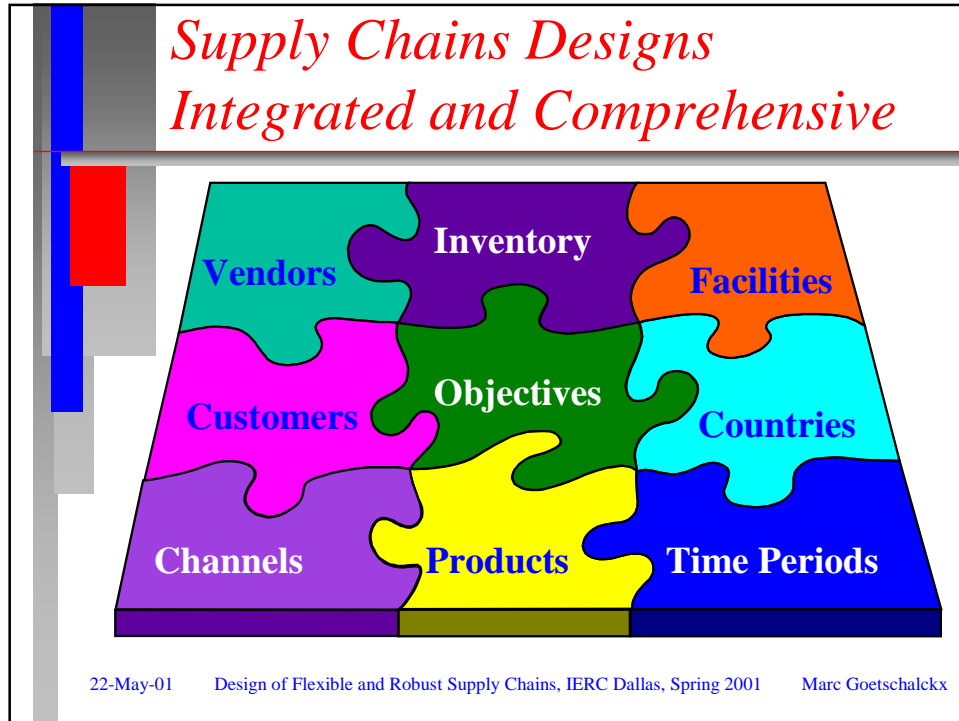 Supply Chains Designs
Integrated and Comprehensive
Vendors
Inventory
Facilities
Customers
Objectives
Countries
Channels
Products
Time Periods
22-May-01 Design of Flexible and Robust Supply Chains, IERC Dallas, Spring 2001 Marc Goetschalckx